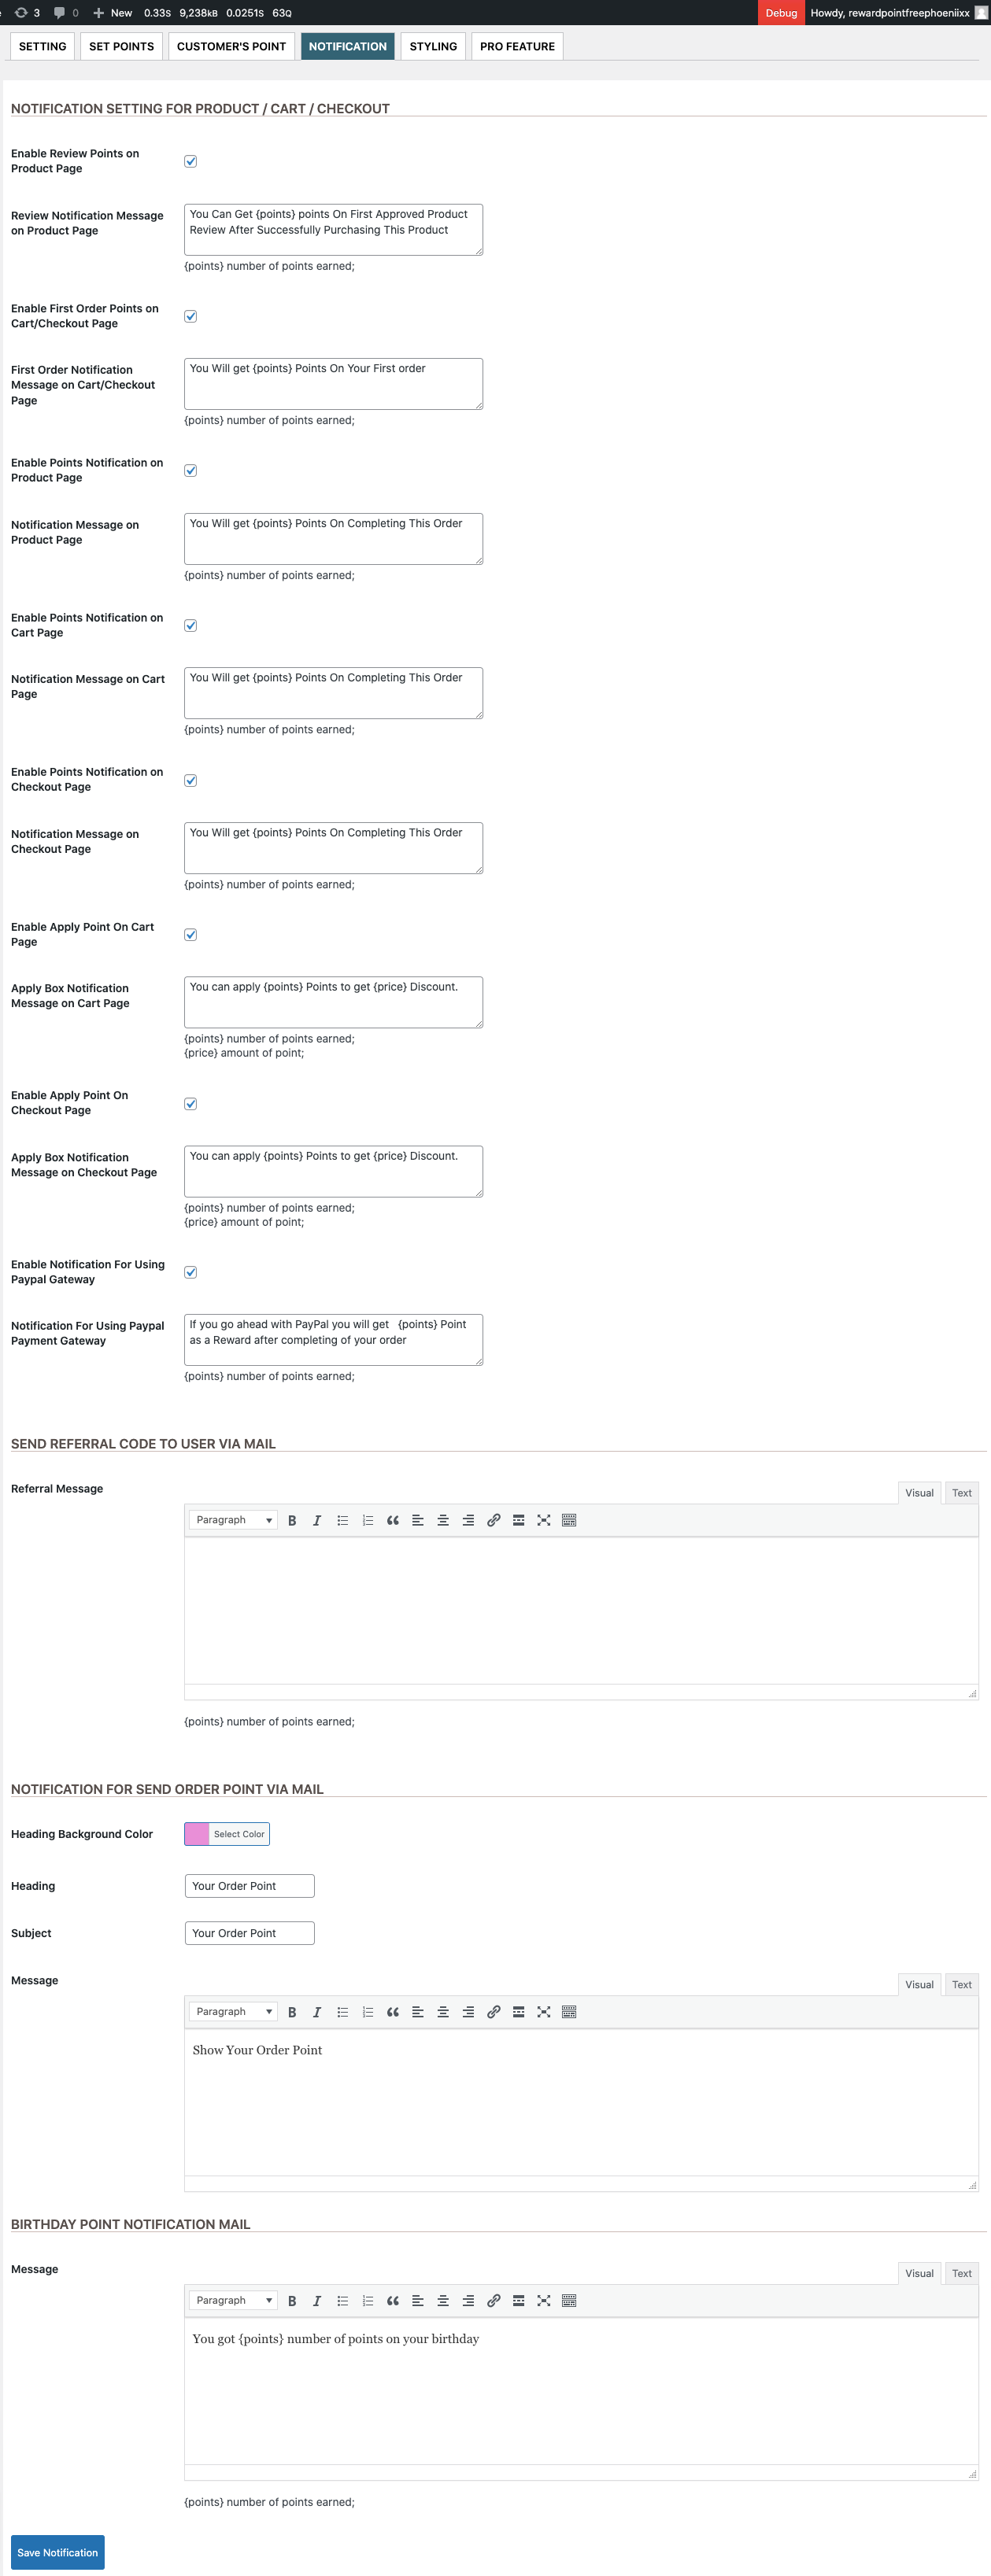 3 0 New 0.33s 9,238kB 0.0251s 63Q Debug Howdy, rewardpointfreephoeniixx
SETTING SET POINTS CUSTOMER'S POINT NOTIFICATION STYLING PRO FEATURE
NOTIFICATION SETTING FOR PRODUCT / CART / CHECKOUT
Enable Review Points on
Product Page
Review Notification Message
on Product Page
You Can Get {points} points On First Approved Product
Review After Successfully Purchasing This Product
{points} number of points earned;
Enable First Order Points on
Cart/Checkout Page
First Order Notification
Message on Cart/Checkout
Page
You Will get {points} Points On Your First order
{points} number of points earned;
Enable Points Notification on
Product Page
Notification Message on
Product Page
You Will get {points} Points On Completing This Order
{points} number of points earned;
Enable Points Notification on
Cart Page
Notification Message on Cart
Page
You Will get {points} Points On Completing This Order
{points} number of points earned;
Enable Points Notification on
Checkout Page
Notification Message on
Checkout Page
You Will get {points} Points On Completing This Order
{points} number of points earned;
Enable Apply Point On Cart
Page
Apply Box Notification
Message on Cart Page
You can apply {points} Points to get {price} Discount.
{points} number of points earned;
{price} amount of point;
Enable Apply Point On
Checkout Page
Apply Box Notification
Message on Checkout Page
You can apply {points} Points to get {price} Discount.
{points} number of points earned;
{price} amount of point;
Enable Notification For Using
Paypal Gateway
Notification For Using Paypal
Payment Gateway
If you go ahead with PayPal you will get {points} Point
as a Reward after completing of your order
{points} number of points earned;
SEND REFERRAL CODE TO USER VIA MAIL
Referral Message
Visual Text
Paragraph B I
{points} number of points earned;
NOTIFICATION FOR SEND ORDER POINT VIA MAIL
Heading Background Color Select Color
Heading Your Order Point
Subject Your Order Point
Message
Visual Text
Paragraph B I
Show Your Order Point
BIRTHDAY POINT NOTIFICATION MAIL
Message
Visual Text
Paragraph B I
You got {points} number of points on your birthday
{points} number of points earned;
Save Notification